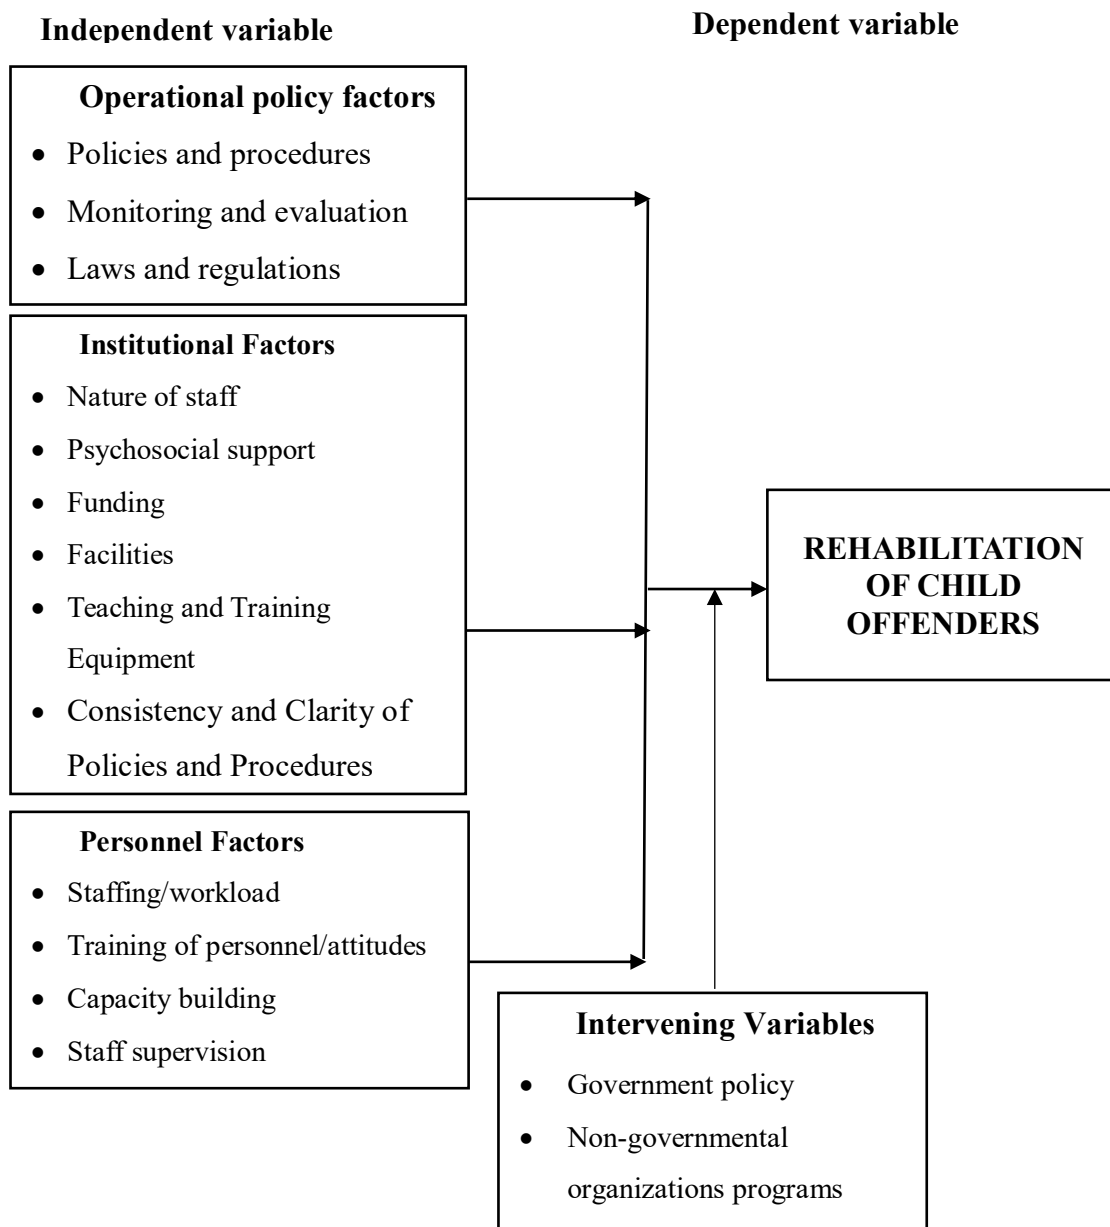 Independent variable
Dependent variable
Operational policy factors
• Policies and procedures
• Monitoring and evaluation
• Laws and regulations
Institutional Factors
• Nature of staff
• Psychosocial support
• Funding
• Facilities
• Teaching and Training
Equipment
• Consistency and Clarity of
Policies and Procedures
Personnel Factors
• Staffing/workload
• Training of personnel/attitudes
• Capacity building
• Staff supervision
REHABILITATION
OF CHILD
OFFENDERS
Intervening Variables
• Government policy
• Non-governmental
organizations programs